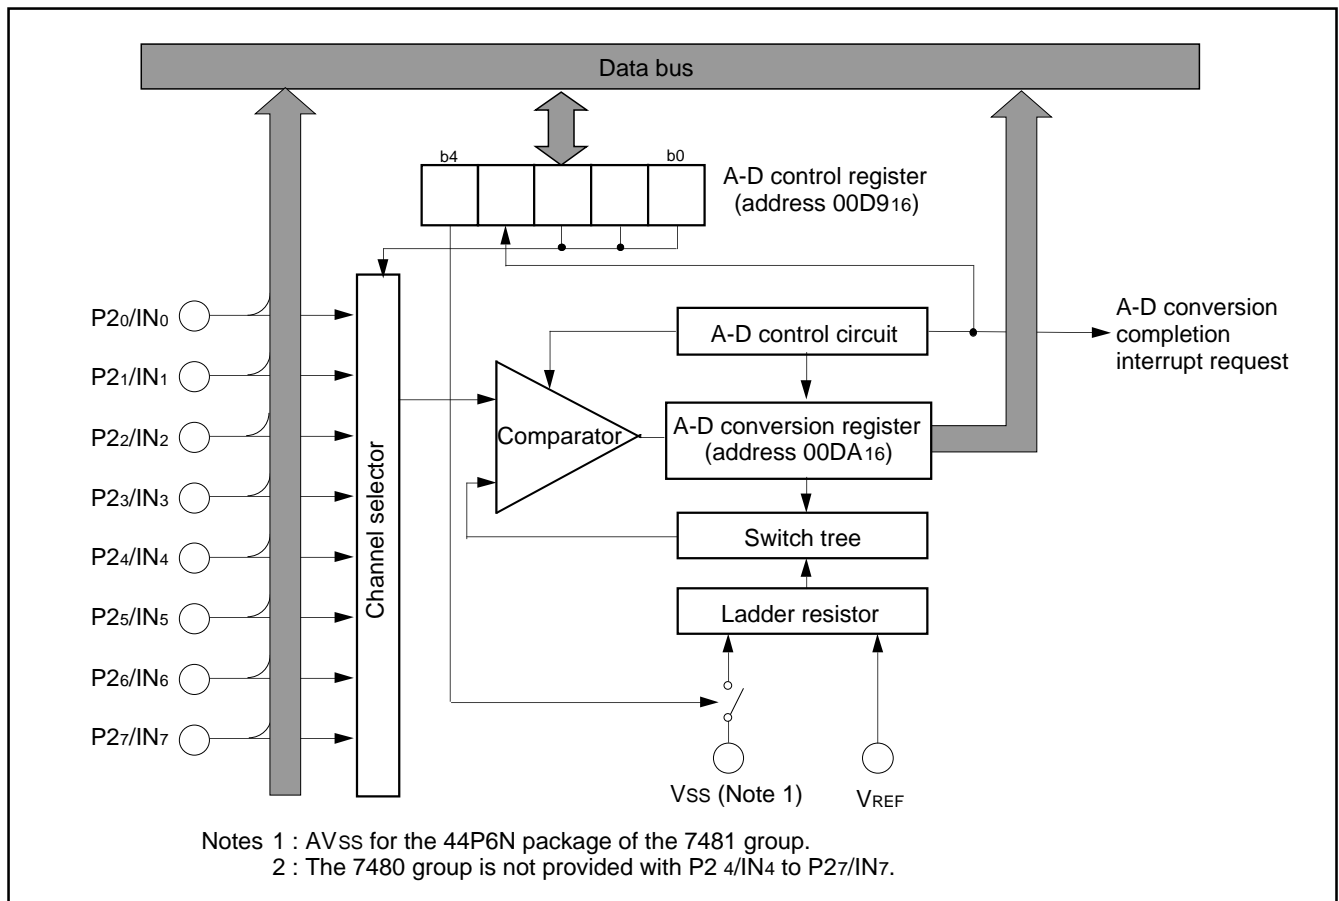 Data bus
b4
b0
A-D control register
(address 00D916)
P20/IN0
P21/IN1
P22/IN2
P23/IN3
P24/IN4
P25/IN5
P26/IN6
P27/IN7
Channel selector
A-D control circuit
A-D conversion
completion
interrupt request
Comparator
A-D conversion register
(address 00DA16)
Switch tree
Ladder resistor
VSS (Note 1)
VREF
Notes 1 : AVSS for the 44P6N package of the 7481 group.
2 : The 7480 group is not provided with P2 4/IN4 to P27/IN7.